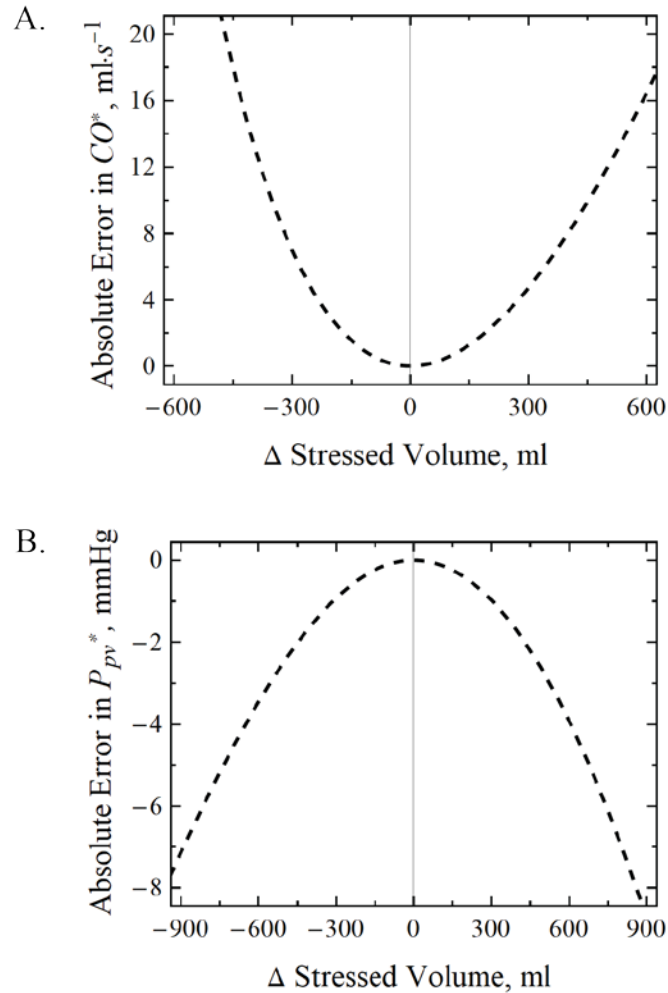 A.
Absolute Error in CO*, ml·s⁻¹
20
16
12
8
4
0
−600 −300 0 300 600
Δ Stressed Volume, ml
B.
Absolute Error in Ppv*, mmHg
0
−2
−4
−6
−8
−900 −600 −300 0 300 600 900
Δ Stressed Volume, ml